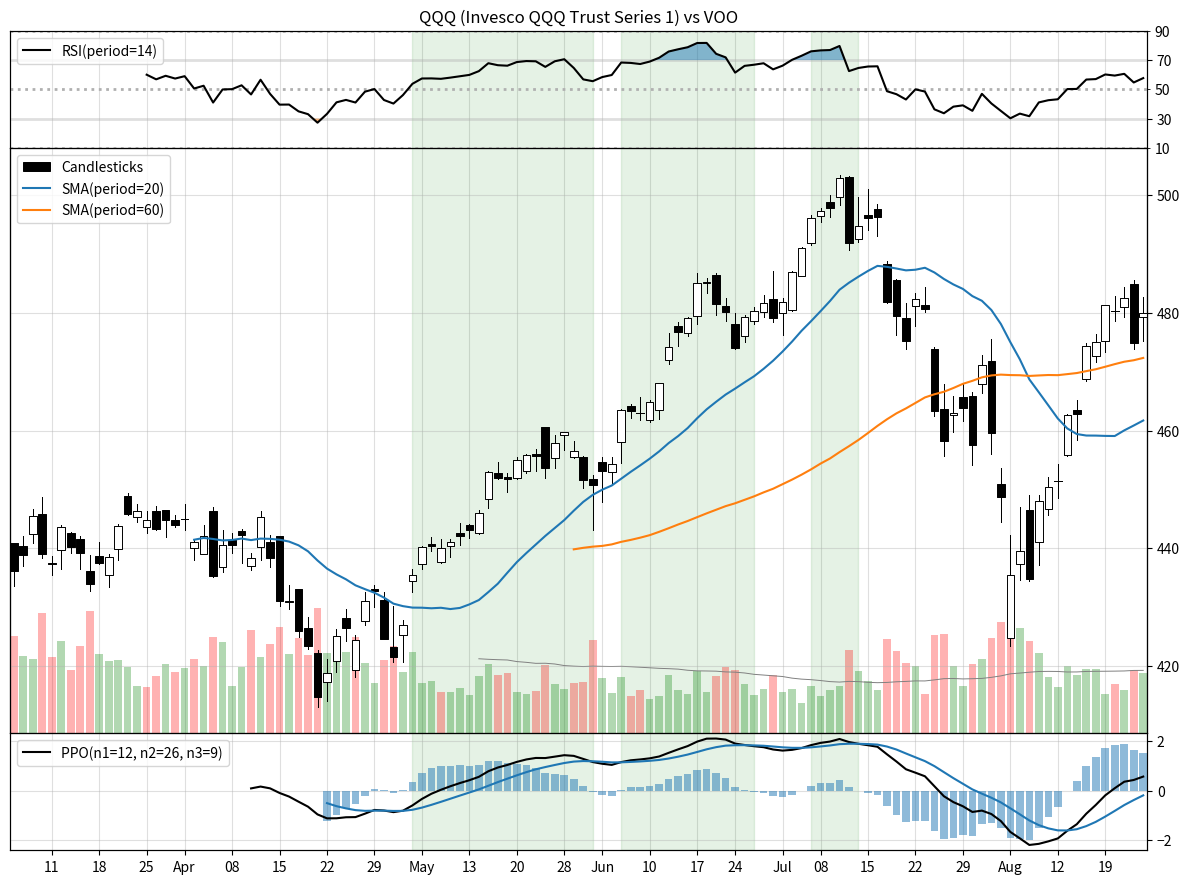 QQQ (Invesco QQQ Trust Series 1) vs VOO
RSI(period=14)
90
70
50
30
10
Candlesticks
SMA(period=20)
SMA(period=60)
500
480
460
440
420
PPO(n1=12, n2=26, n3=9)
2
0
−2
11 18 25 Apr 08 15 22 29 May 13 20 28 Jun 10 17 24 Jul 08 15 22 29 Aug 12 19